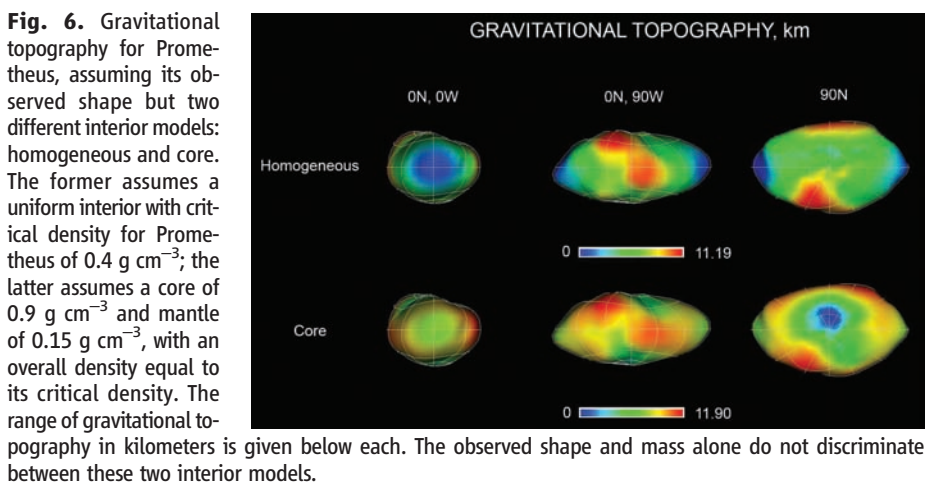 Fig. 6. Gravitational
topography for Prome-
theus, assuming its ob-
served shape but two
different interior models:
homogeneous and core.
The former assumes a
uniform interior with crit-
ical density for Prome-
theus of 0.4 g cm⁻³; the
latter assumes a core of
0.9 g cm⁻³ and mantle
of 0.15 g cm⁻³, with an
overall density equal to
its critical density. The
range of gravitational to-
pography in kilometers is given below each. The observed shape and mass alone do not discriminate
between these two interior models.
GRAVITATIONAL TOPOGRAPHY, km
0N, 0W 0N, 90W 90N
Homogeneous
0 11.19
Core
0 11.90